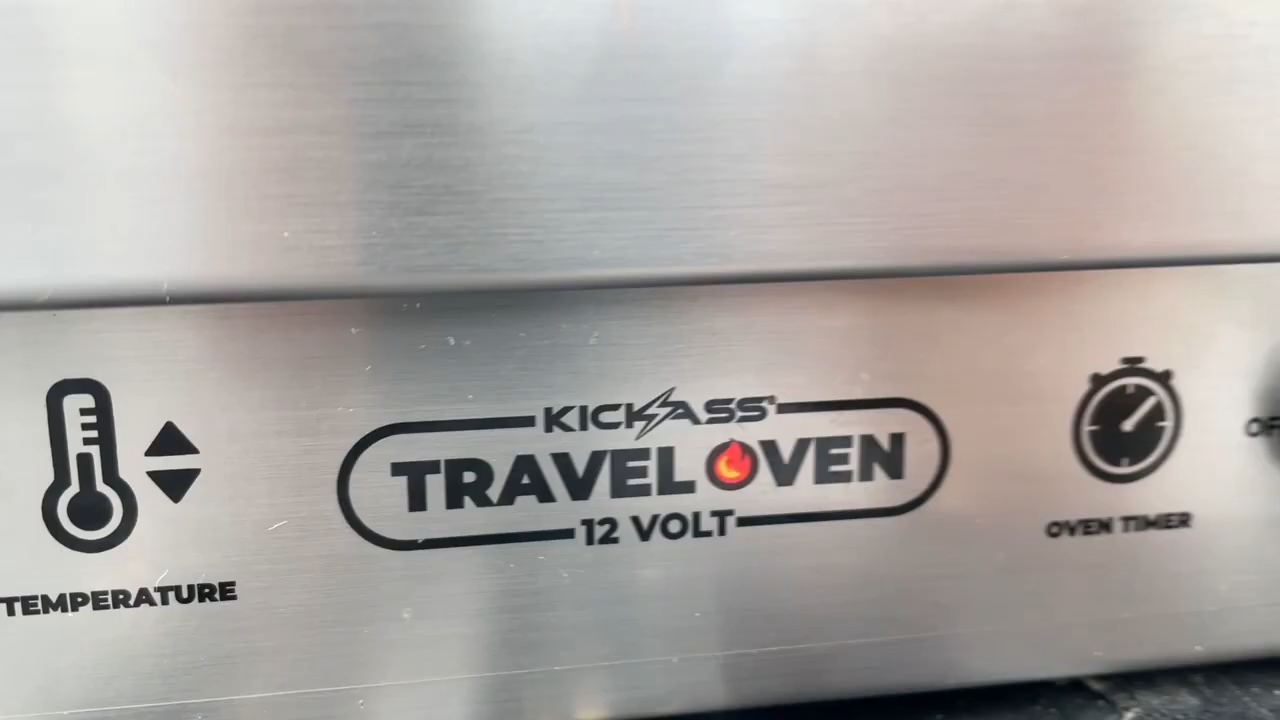 KICKASS
TRAVEL OVEN
12 VOLT
TEMPERATURE
OVEN TIMER